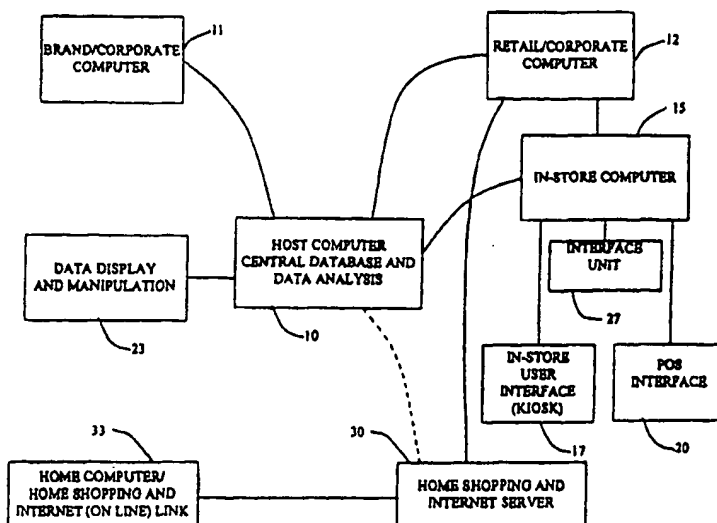 11
BRAND/CORPORATE
COMPUTER
RETAIL/CORPORATE
COMPUTER
12
15
IN-STORE COMPUTER
HOST COMPUTER
CENTRAL DATABASE AND
DATA ANALYSIS
10
DATA DISPLAY
AND MANIPULATION
23
INTERFACE
UNIT
27
IN-STORE
USER
INTERFACE
(KIOSK)
17
POS
INTERFACE
20
33
HOME COMPUTER/
HOME SHOPPING AND
INTERNET (ON LINE) LINK
30
HOME SHOPPING AND
INTERNET SERVER